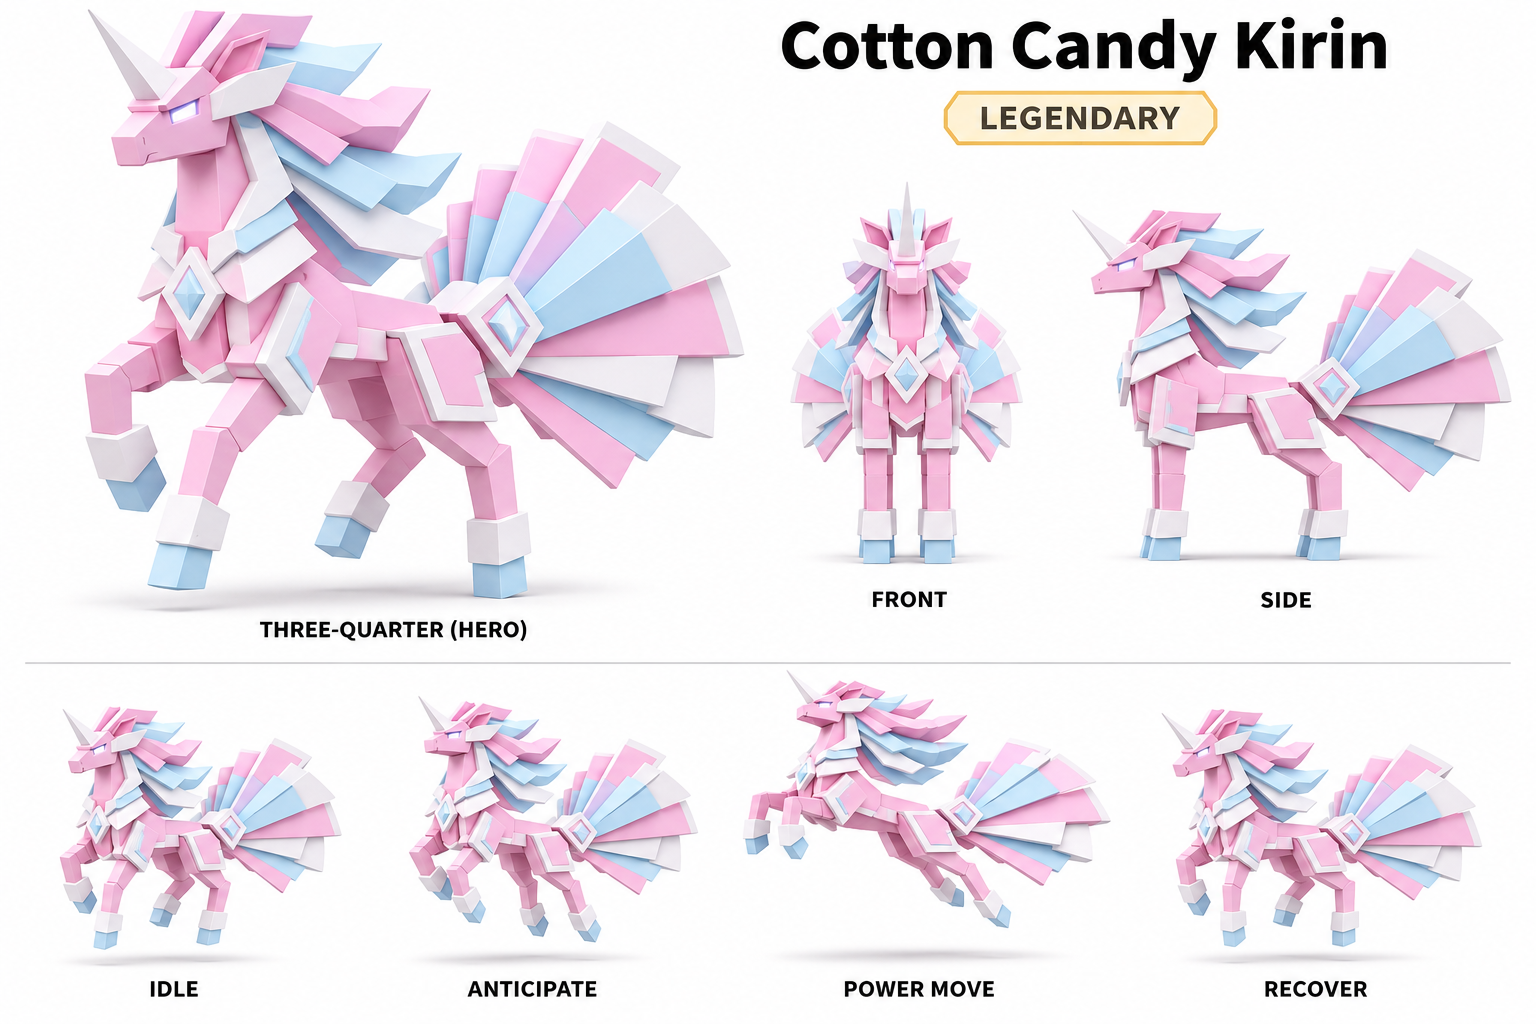 Cotton Candy Kirin
LEGENDARY
THREE-QUARTER (HERO)
FRONT
SIDE
IDLE
ANTICIPATE
POWER MOVE
RECOVER